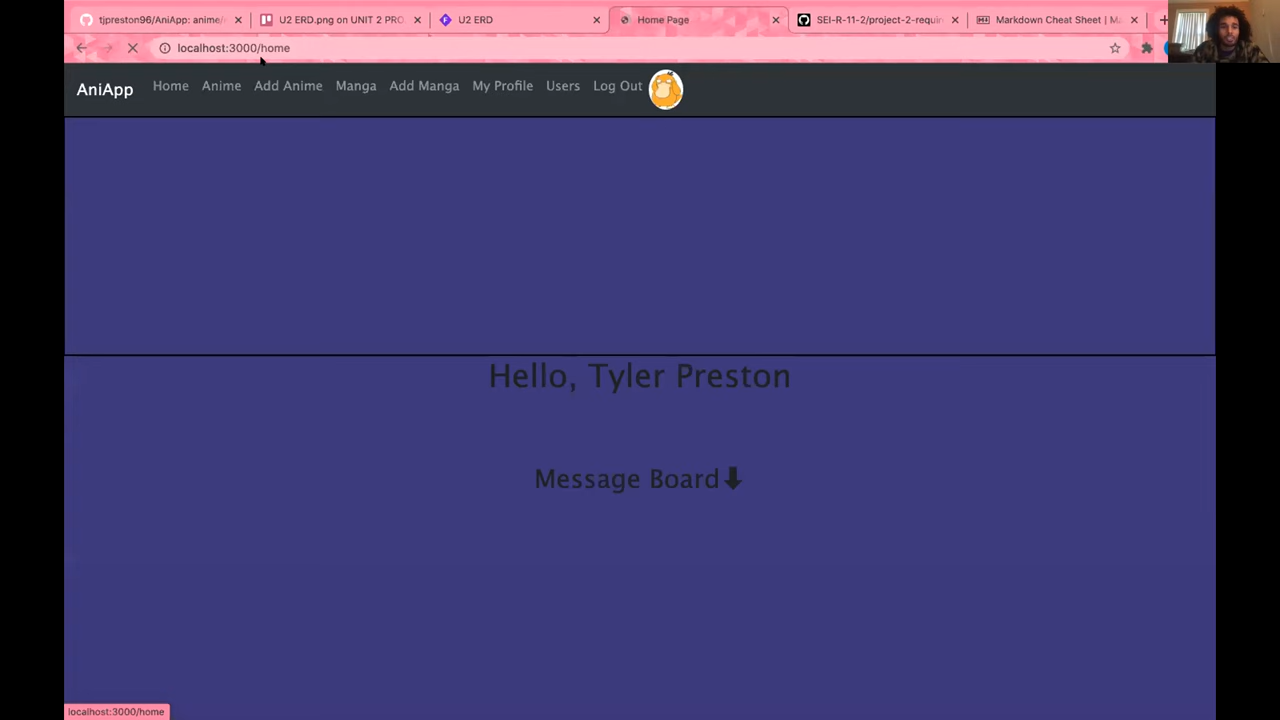 tjpreston96/AniApp: anime/
U2 ERD.png on UNIT 2 PRO
U2 ERD
Home Page
SEI-R-11-2/project-2-requir
Markdown Cheat Sheet | M
localhost:3000/home
AniApp Home Anime Add Anime Manga Add Manga My Profile Users Log Out
Hello, Tyler Preston
Message Board
localhost:3000/home